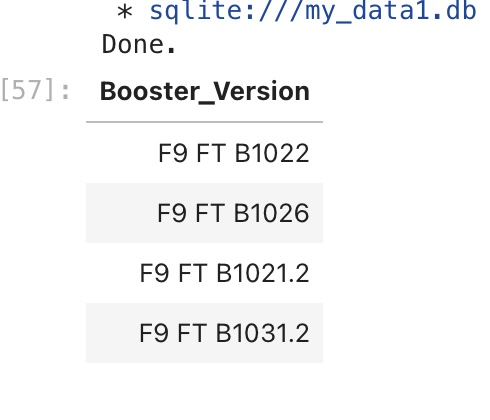 * sqlite:///my_data1.db
Done.
[57]: Booster_Version
F9 FT B1022
F9 FT B1026
F9 FT B1021.2
F9 FT B1031.2